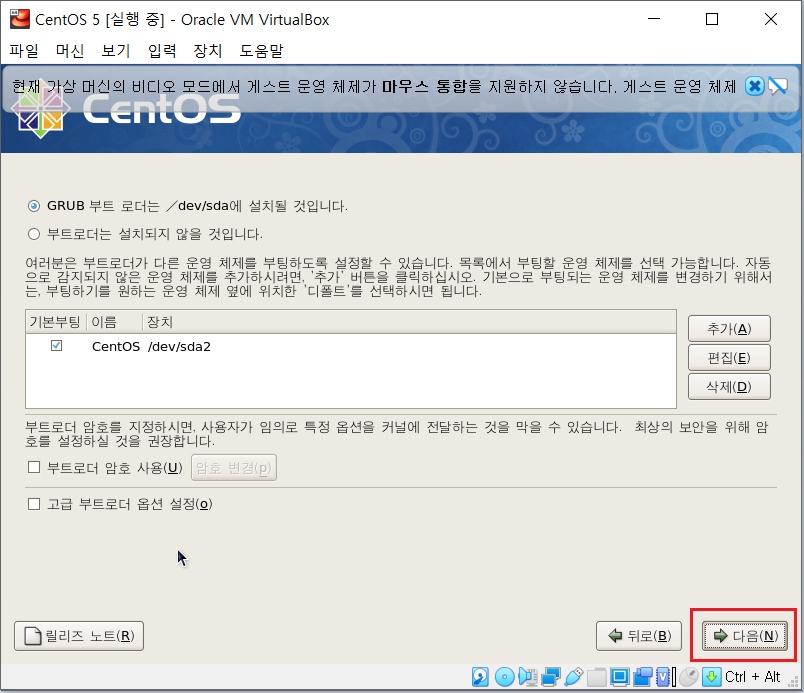 CentOS 5 [실행 중] - Oracle VM VirtualBox
파일 머신 보기 입력 장치 도움말
현재 가상 머신의 비디오 모드에서 게스트 운영 체제가 마우스 통합을 지원하지 않습니다. 게스트 운영 체제
CentOS
GRUB 부트 로더는 /dev/sda에 설치될 것입니다.
부트로더는 설치되지 않을 것입니다.
여러분은 부트로더가 다른 운영 체제를 부팅하도록 설정할 수 있습니다. 목록에서 부팅할 운영 체제를 선택 가능합니다. 자동
으로 감지되지 않은 운영 체제를 추가하시려면, '추가' 버튼을 클릭하십시오. 기본으로 부팅되는 운영 체제를 변경하기 위해서
는, 부팅하기를 원하는 운영 체제 옆에 위치한 '디폴트'를 선택하시면 됩니다.
기본부팅 이름 장치
CentOS /dev/sda2
추가(A)
편집(E)
삭제(D)
부트로더 암호를 지정하시면, 사용자가 임의로 특정 옵션을 커널에 전달하는 것을 막을 수 있습니다. 최상의 보안을 위해 암
호를 설정하실 것을 권장합니다.
부트로더 암호 사용(U) 암호 변경(p)
고급 부트로더 옵션 설정(o)
릴리즈 노트(R) 뒤로(B) 다음(N)
Ctrl + Alt